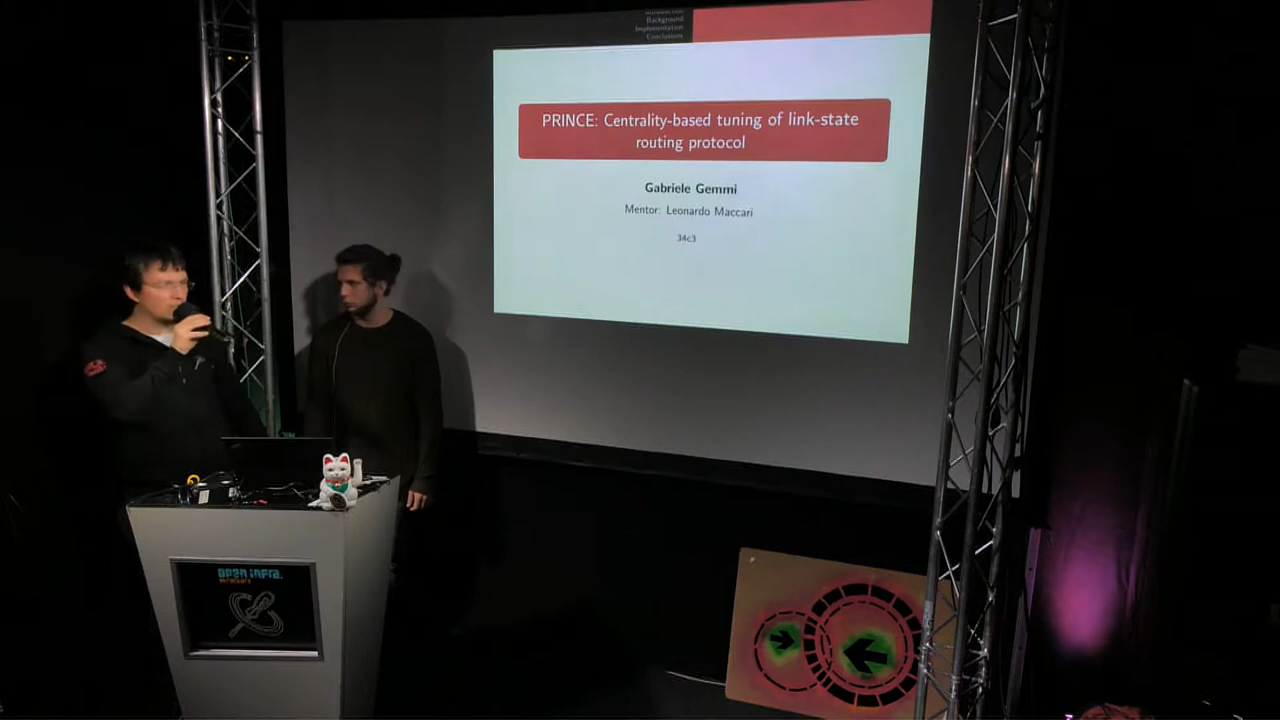 Background
Implementation
Conclusions
PRINCE: Centrality-based tuning of link-state
routing protocol
Gabriele Gemmi
Mentor: Leonardo Maccari
34c3
OPEN INFRA.